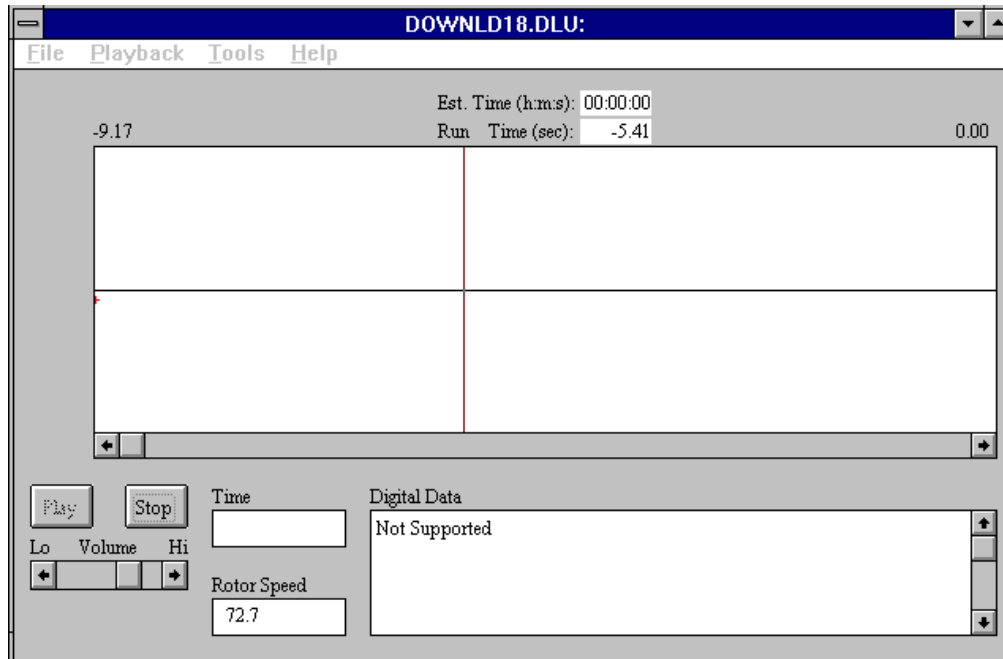 DOWNLD18.DLU:
File Playback Tools Help
Est. Time (h:m:s): 00:00:00
-9.17 Run Time (sec): -5.41 0.00
Play Stop Time Digital Data
Not Supported
Lo Volume Hi
Rotor Speed
72.7